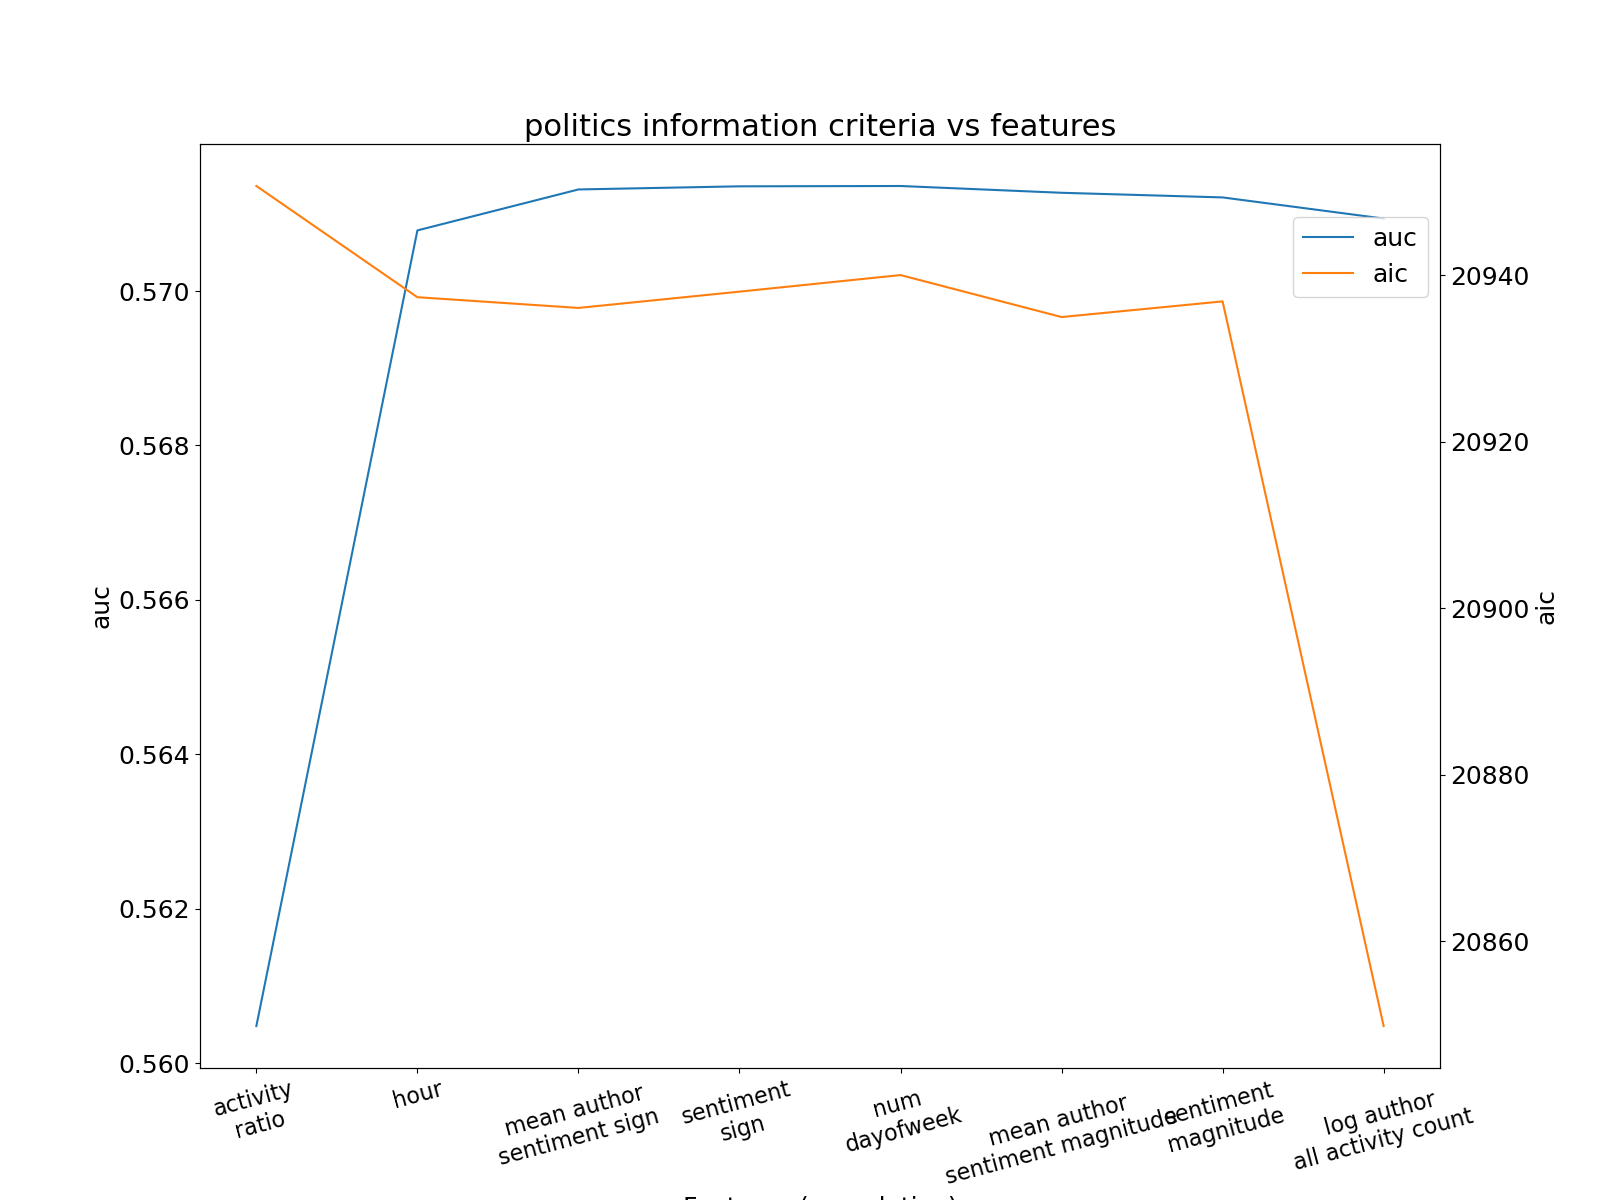 politics information criteria vs features
auc
aic
0.570
0.568
0.566
0.564
0.562
0.560
auc
20940
20920
20900
20880
20860
aic
activity
ratio
hour
mean author
sentiment sign
sentiment
sign
num
dayofweek
mean author
sentiment magnitude
sentiment
magnitude
log author
all activity count